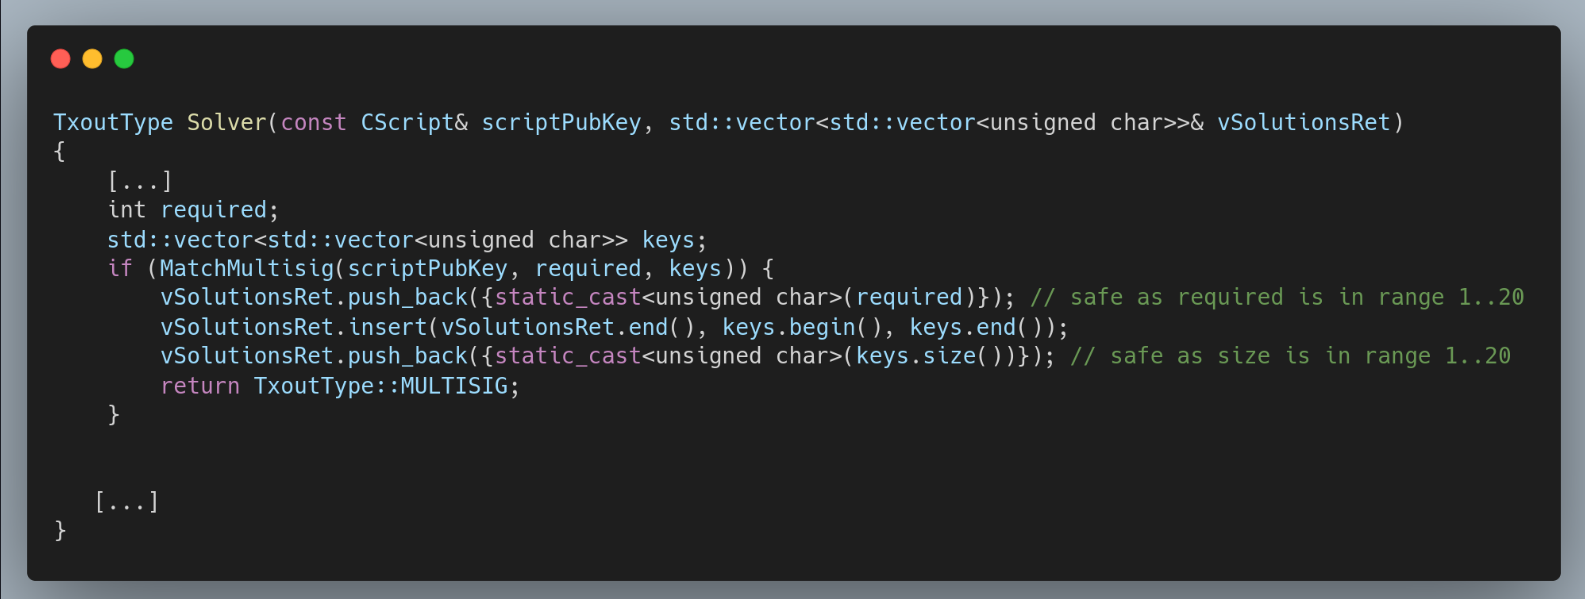 TxoutType Solver(const CScript& scriptPubKey, std::vector<std::vector<unsigned char>>& vSolutionsRet)
{
    [...]
    int required;
    std::vector<std::vector<unsigned char>> keys;
    if (MatchMultisig(scriptPubKey, required, keys)) {
        vSolutionsRet.push_back({static_cast<unsigned char>(required)}); // safe as required is in range 1..20
        vSolutionsRet.insert(vSolutionsRet.end(), keys.begin(), keys.end());
        vSolutionsRet.push_back({static_cast<unsigned char>(keys.size())}); // safe as size is in range 1..20
        return TxoutType::MULTISIG;
    }
   [...]
}